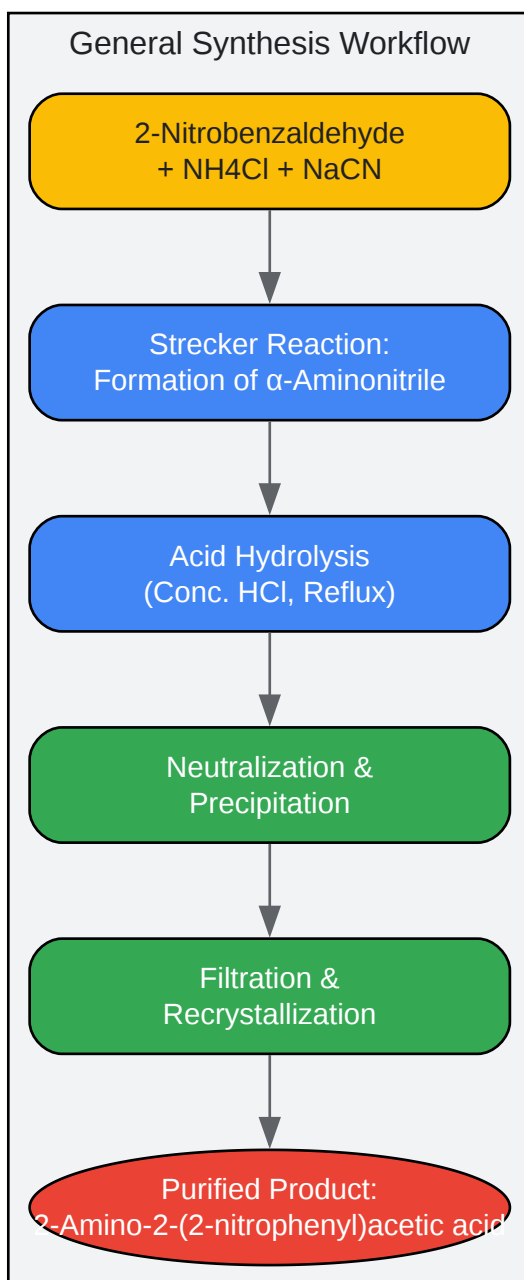 General Synthesis Workflow
2-Nitrobenzaldehyde
+ NH4Cl + NaCN
Strecker Reaction:
Formation of α-Aminonitrile
Acid Hydrolysis
(Conc. HCl, Reflux)
Neutralization &
Precipitation
Filtration &
Recrystallization
Purified Product:
2-Amino-2-(2-nitrophenyl)acetic acid